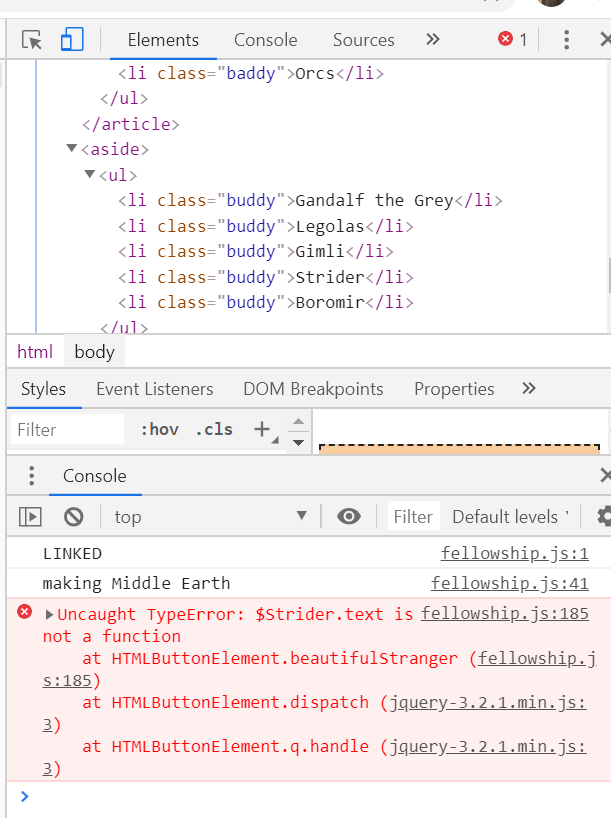 Elements Console Sources » 1
<li class="baddy">Orcs</li>
</ul>
</article>
▼<aside>
▼<ul>
<li class="buddy">Gandalf the Grey</li>
<li class="buddy">Legolas</li>
<li class="buddy">Gimli</li>
<li class="buddy">Strider</li>
<li class="buddy">Boromir</li>
</ul>
html body
Styles Event Listeners DOM Breakpoints Properties »
Filter :hov .cls +
Console
top Filter Default levels
LINKED fellowship.js:1
making Middle Earth fellowship.js:41
Uncaught TypeError: $Strider.text is fellowship.js:185
not a function
at HTMLButtonElement.beautifulStranger (fellowship.j
s:185)
at HTMLButtonElement.dispatch (jquery-3.2.1.min.js:
3)
at HTMLButtonElement.q.handle (jquery-3.2.1.min.js:
3)